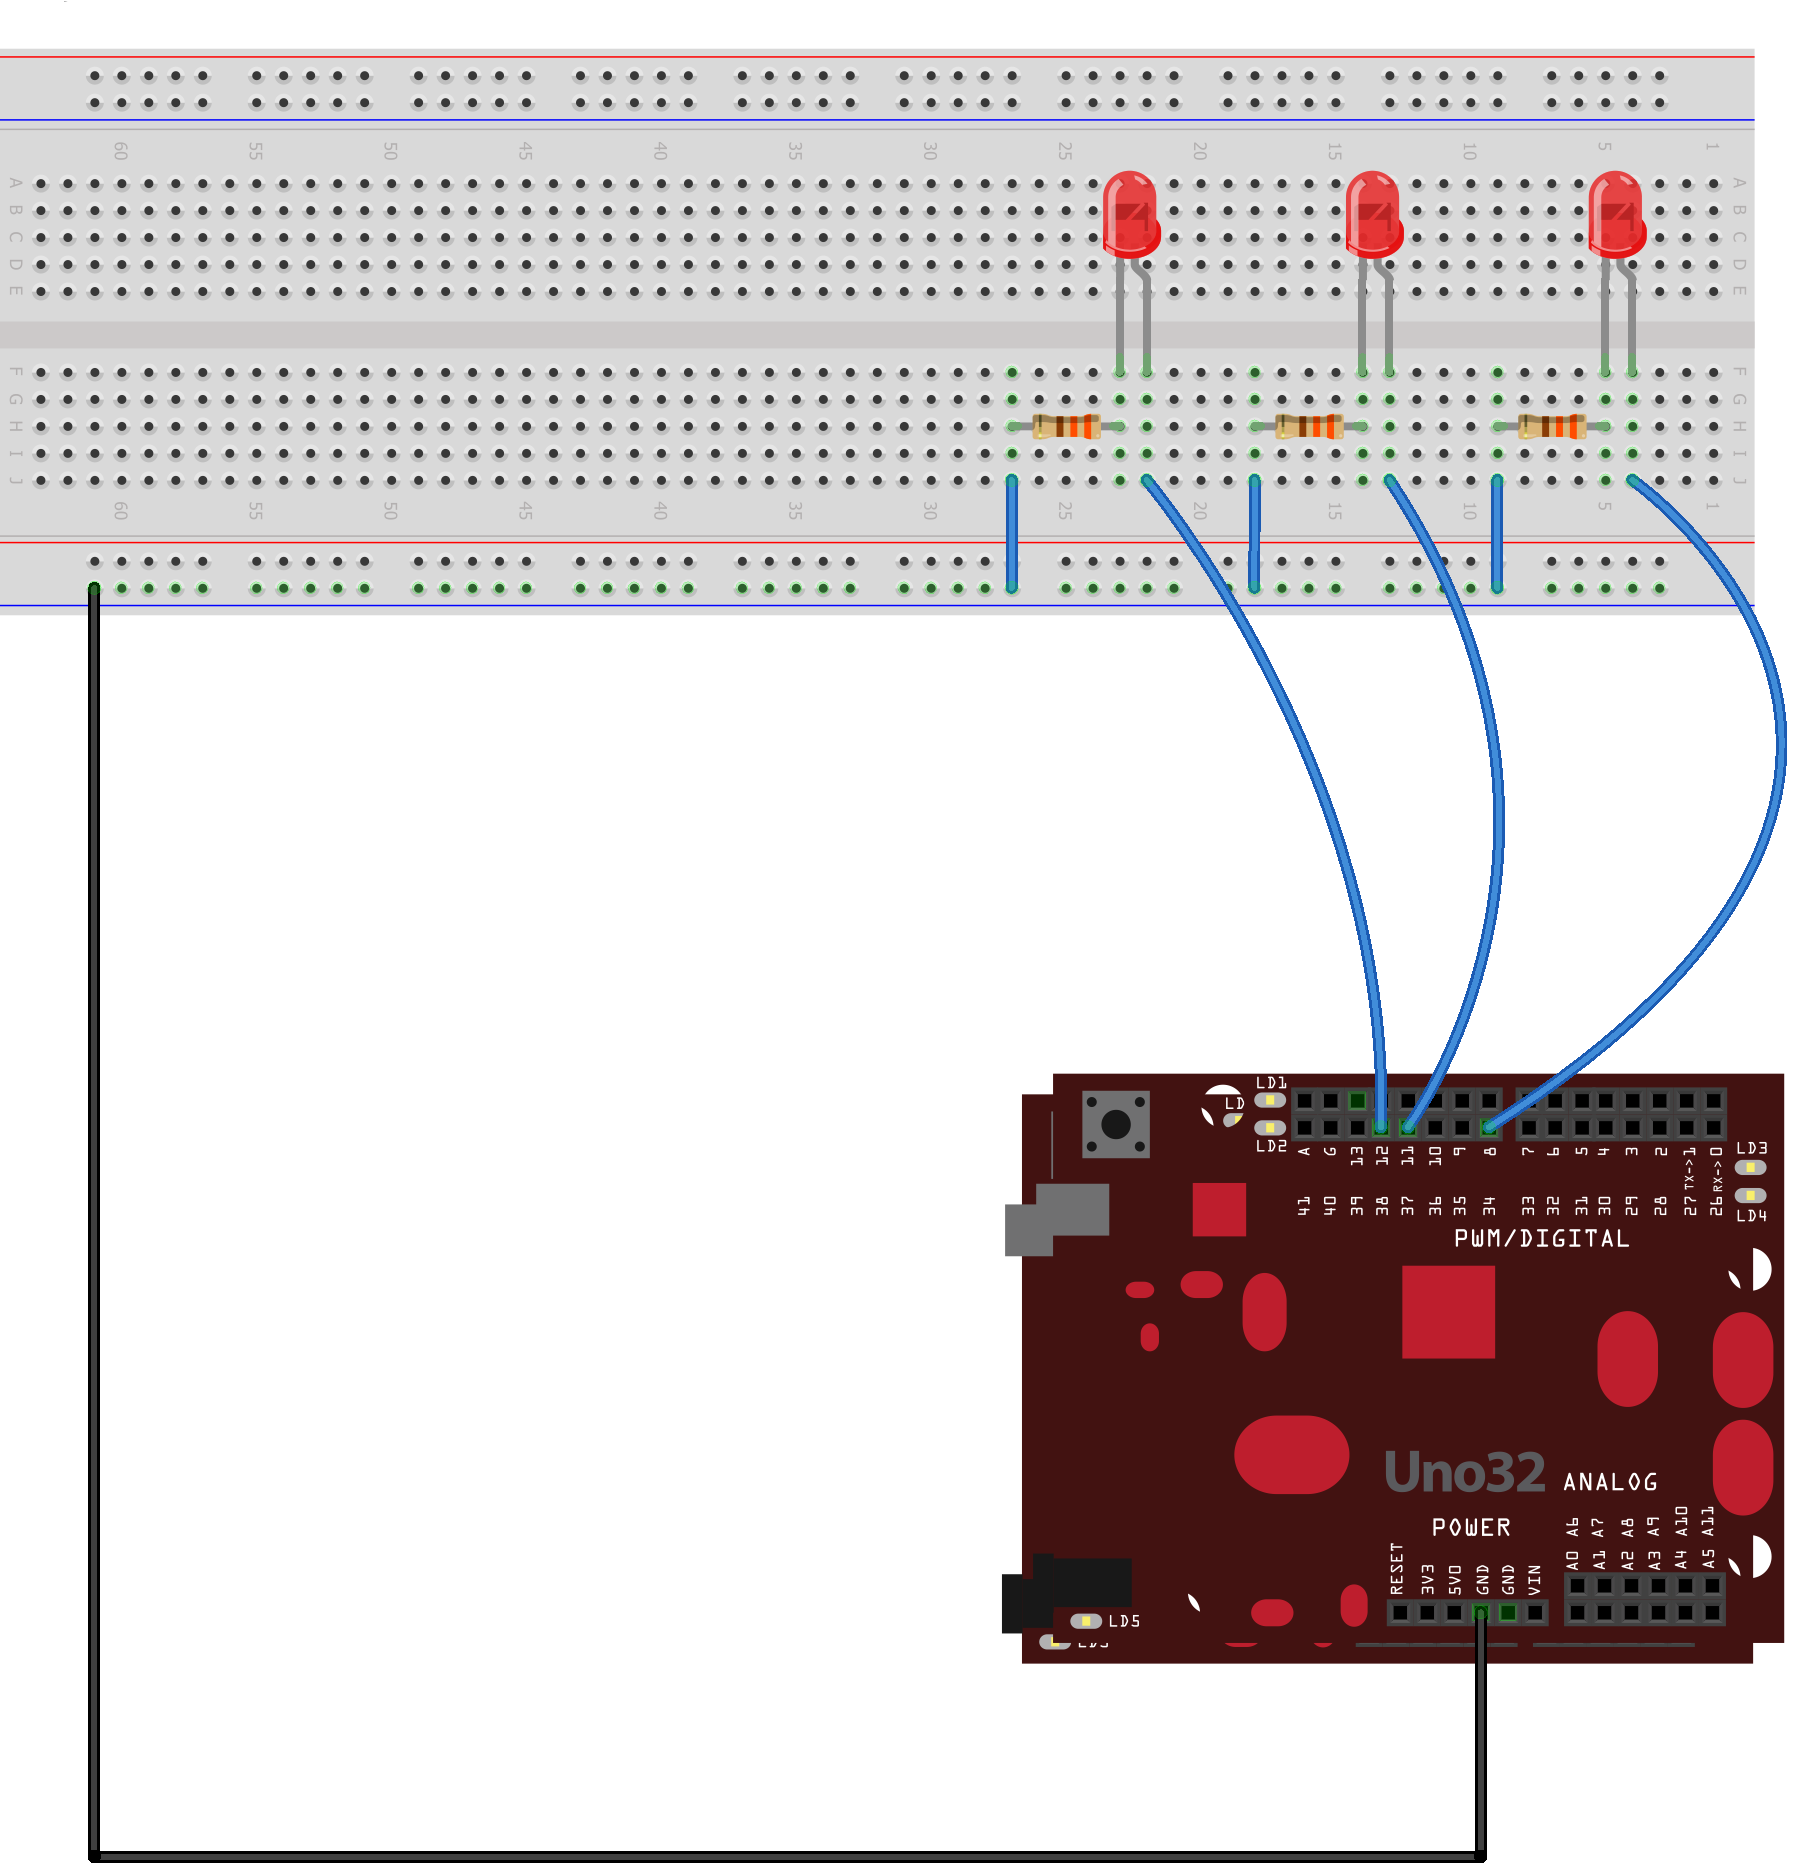 60 55 50 45 40 35 30 25 20 15 10 5 1
A A
B B
C C
D D
E E
F F
G G
H H
I I
J J
60 55 50 45 40 35 30 25 20 15 10 5 1
LD1
LD
LD2
A G 13 12 11 10 9 8 7 6 5 4 3 2 TX->1 RX->0
LD3
41 40 39 38 37 36 35 34 33 32 31 30 29 28 27 26
LD4
PWM/DIGITAL
Uno32
ANALOG
POWER
A6 A7 A8 A9 A10 A11
A0 A1 A2 A3 A4 A5
RESET 3V3 5V0 GND GND VIN
LD5